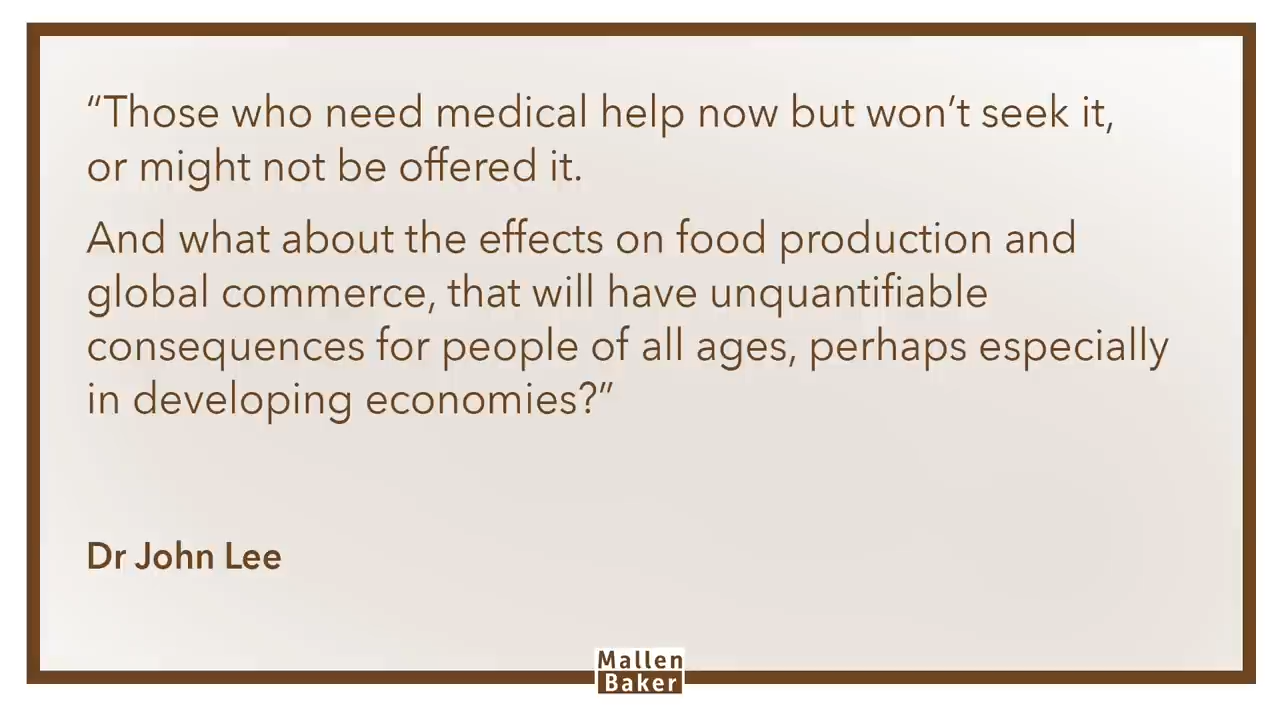 “Those who need medical help now but won’t seek it,
or might not be offered it.
And what about the effects on food production and
global commerce, that will have unquantifiable
consequences for people of all ages, perhaps especially
in developing economies?”
Dr John Lee
Mallen
Baker